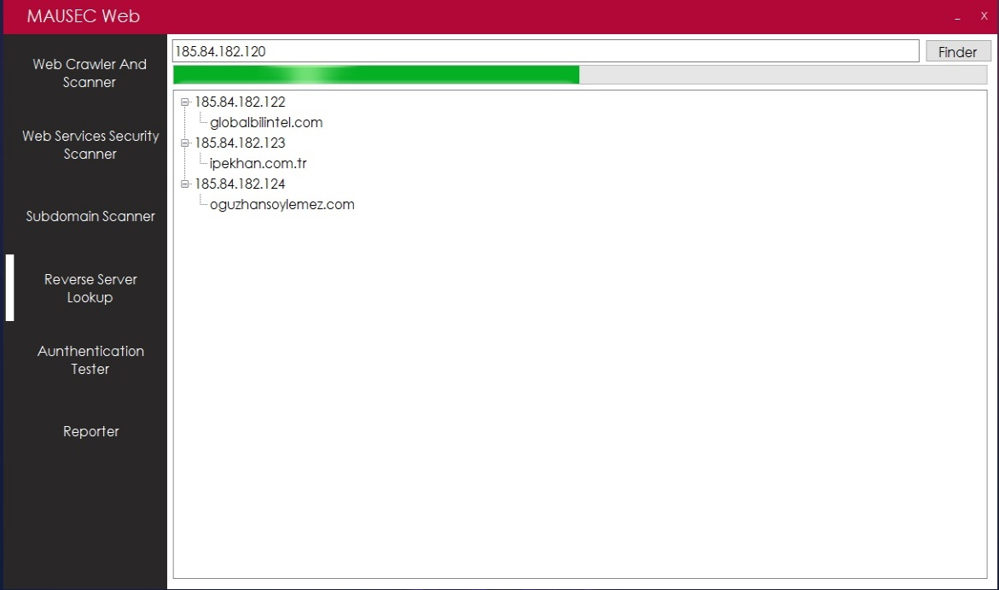 MAUSEC Web
_ X
Web Crawler And
Scanner
Web Services Security
Scanner
Subdomain Scanner
Reverse Server
Lookup
Aunthentication
Tester
Reporter
185.84.182.120
Finder
185.84.182.122
globalbilintel.com
185.84.182.123
ipekhan.com.tr
185.84.182.124
oguzhansoylemez.com